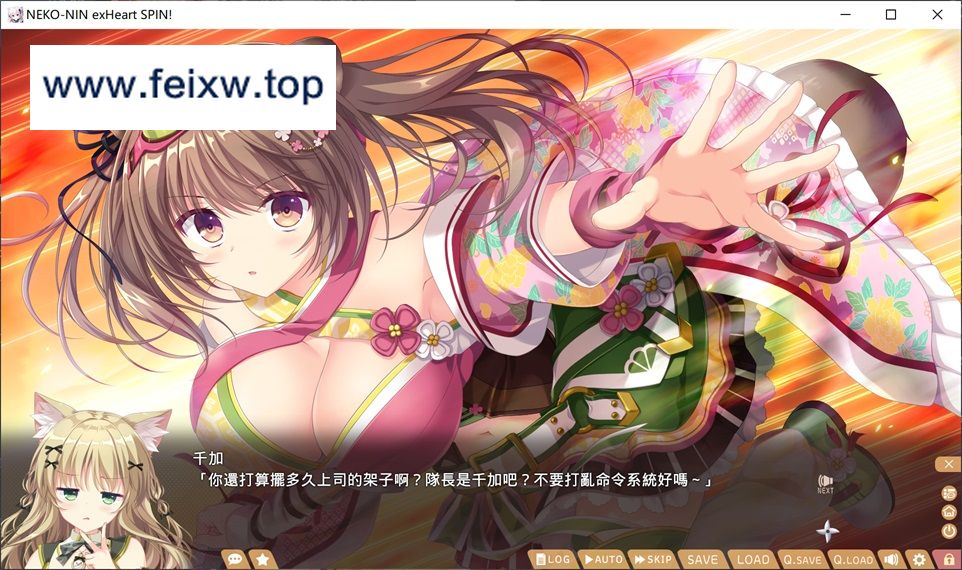 NEKO-NIN exHeart SPIN!
www.feixw.top
千加
「你還打算擺多久上司的架子啊？隊長是千加吧？不要打亂命令系統好嗎～」
NEXT
LOG AUTO SKIP SAVE LOAD Q.SAVE Q.LOAD